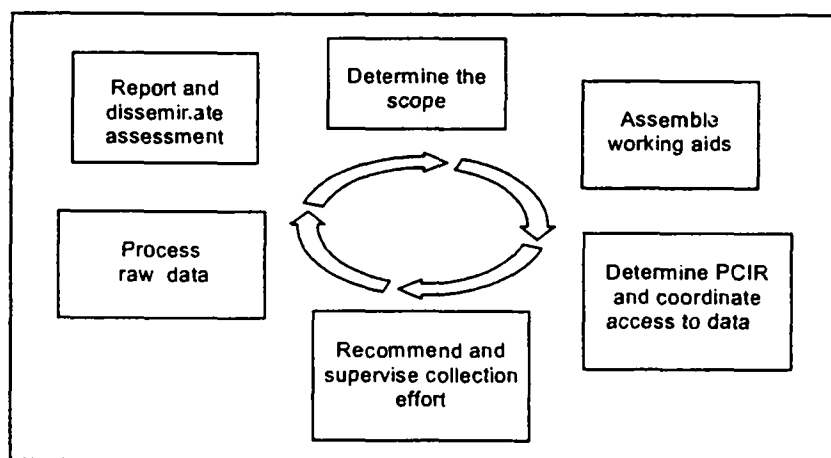 Determine the
scope
Assemble
working aids
Determine PCIR
and coordinate
access to data
Recommend and
supervise collection
effort
Process
raw data
Report and
dissemir.ate
assessment